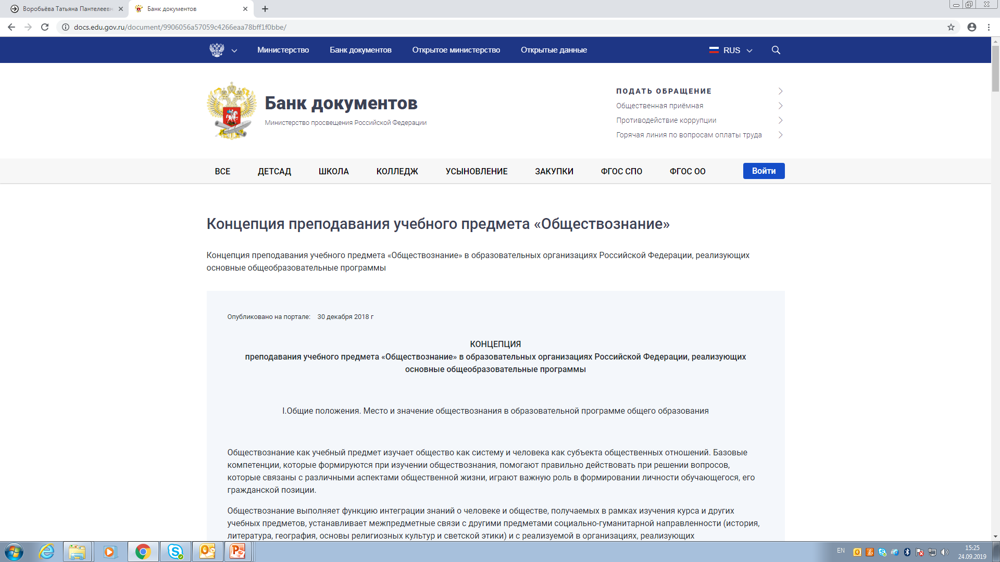 Воробьёва Татьяна Пантелеевн
Банк документов
docs.edu.gov.ru/document/9906056a57059c4266eaa78bff1f0bbe/
Министерство Банк документов Открытое министерство Открытые данные RUS
Банк документов
Министерство просвещения Российской Федерации
ПОДАТЬ ОБРАЩЕНИЕ
Общественная приёмная
Противодействие коррупции
Горячая линия по вопросам оплаты труда
ВСЕ ДЕТСАД ШКОЛА КОЛЛЕДЖ УСЫНОВЛЕНИЕ ЗАКУПКИ ФГОС СПО ФГОС ОО Войти
Концепция преподавания учебного предмета «Обществознание»
Концепция преподавания учебного предмета «Обществознание» в образовательных организациях Российской Федерации, реализующих
основные общеобразовательные программы
Опубликовано на портале: 30 декабря 2018 г
КОНЦЕПЦИЯ
преподавания учебного предмета «Обществознание» в образовательных организациях Российской Федерации, реализующих
основные общеобразовательные программы
I.Общие положения. Место и значение обществознания в образовательной программе общего образования
Обществознание как учебный предмет изучает общество как систему и человека как субъекта общественных отношений. Базовые
компетенции, которые формируются при изучении обществознания, помогают правильно действовать при решении вопросов,
которые связаны с различными аспектами общественной жизни, играют важную роль в формировании личности обучающегося, его
гражданской позиции.
Обществознание выполняет функцию интеграции знаний о человеке и обществе, получаемых в рамках изучения курса и других
учебных предметов, устанавливает межпредметные связи с другими предметами социально-гуманитарной направленности (история,
литература, география, основы религиозных культур и светской этики) и с реализуемой в организациях, реализующих
EN
15:25
24.09.2019